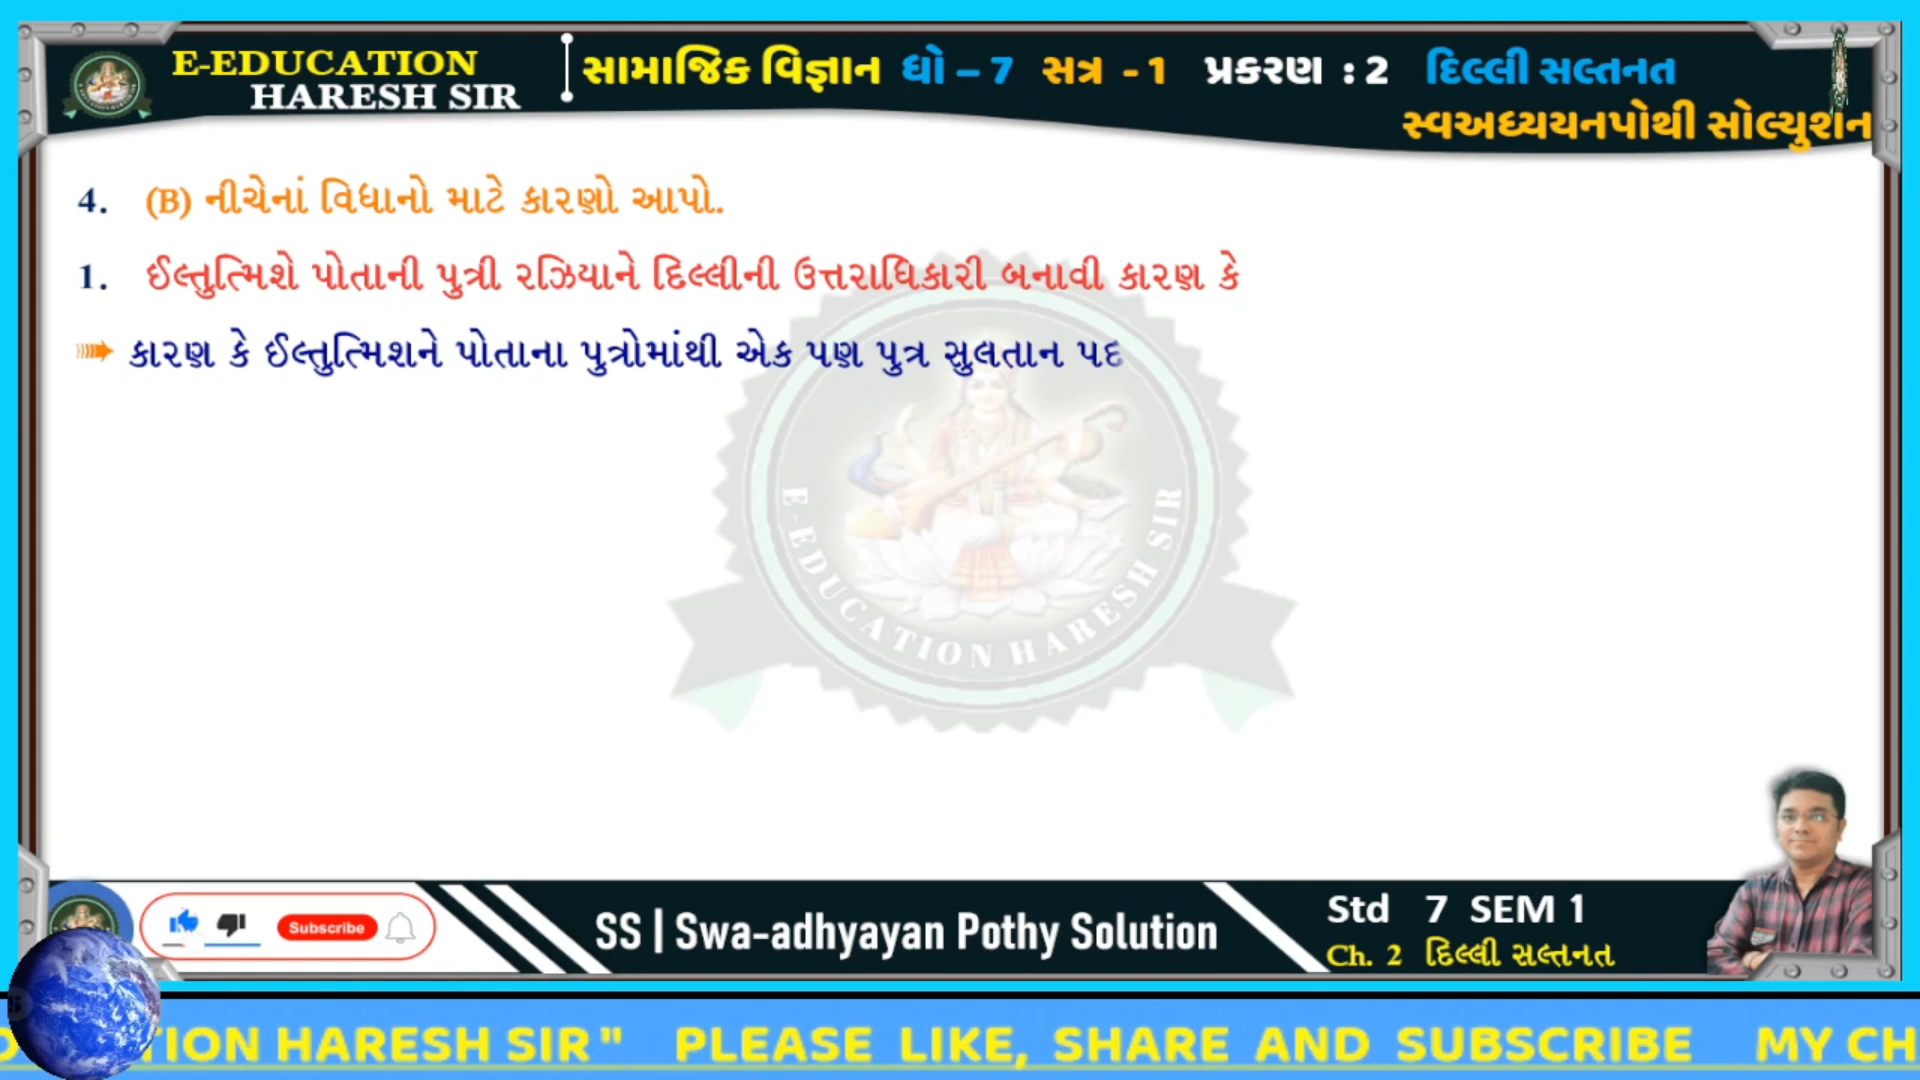 E-EDUCATION
HARESH SIR
સામાજિક વિજ્ઞાન ધો – 7 સત્ર - 1 પ્રકરણ : 2 દિલ્લી સલ્તનત
સ્વઅધ્યયનપોથી સોલ્યુશન
4. (B) નીચેનાં વિધાનો માટે કારણો આપો.
1. ઈલ્તુત્મિશે પોતાની પુત્રી રઝિયાને દિલ્લીની ઉત્તરાધિકારી બનાવી કારણ કે
કારણ કે ઈલ્તુત્મિશને પોતાના પુત્રોમાંથી એક પણ પુત્ર સુલતાન પદ
E-EDUCATION HARESH SIR
Subscribe
SS | Swa-adhyayan Pothy Solution
Std 7 SEM 1
Ch. 2 દિલ્લી સલ્તનત
TION HARESH SIR" PLEASE LIKE, SHARE AND SUBSCRIBE MY CH